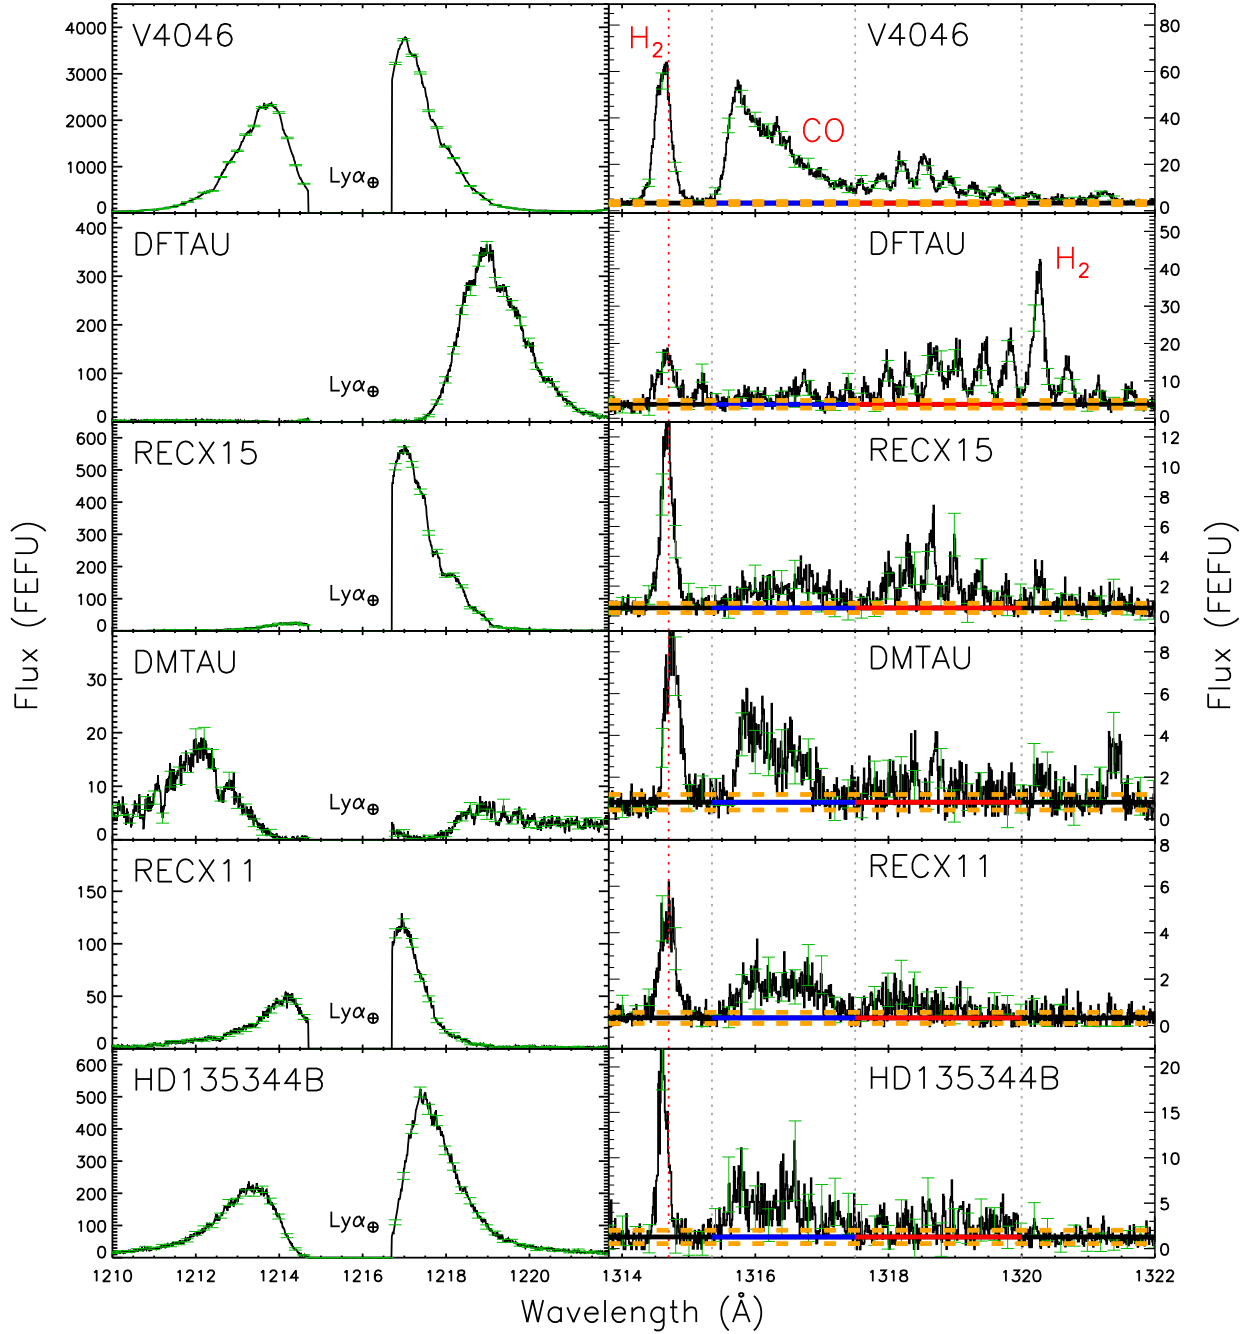 V4046
4000
3000
2000
1000
0
Lyα⊕
H2
CO
V4046
80
60
40
20
0
DFTAU
400
300
200
100
0
Lyα⊕
DFTAU
H2
50
40
30
20
10
0
RECX15
600
500
400
300
200
100
0
Lyα⊕
RECX15
12
10
8
6
4
2
0
DMTAU
30
20
10
0
Lyα⊕
DMTAU
8
6
4
2
0
RECX11
150
100
50
0
Lyα⊕
RECX11
8
6
4
2
0
HD135344B
600
500
400
300
200
100
0
Lyα⊕
HD135344B
20
15
10
5
0
1210 1212 1214 1216 1218 1220 1314 1316 1318 1320 1322
Wavelength (Å)
Flux (FEFU)
Flux (FEFU)